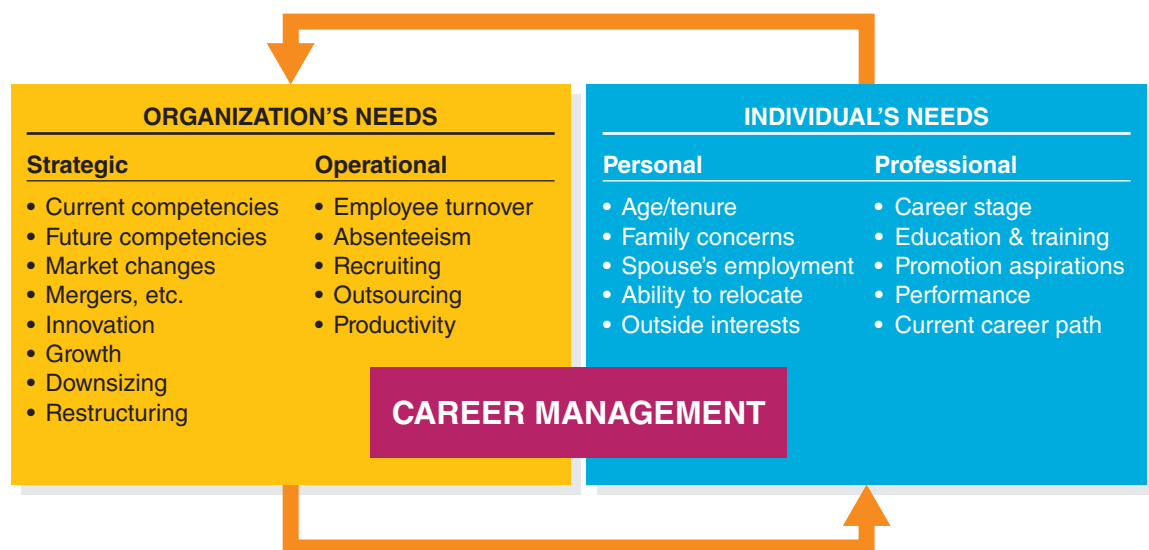 ORGANIZATION’S NEEDS
Strategic
• Current competencies
• Future competencies
• Market changes
• Mergers, etc.
• Innovation
• Growth
• Downsizing
• Restructuring
Operational
• Employee turnover
• Absenteeism
• Recruiting
• Outsourcing
• Productivity
INDIVIDUAL’S NEEDS
Personal
• Age/tenure
• Family concerns
• Spouse’s employment
• Ability to relocate
• Outside interests
Professional
• Career stage
• Education & training
• Promotion aspirations
• Performance
• Current career path
CAREER MANAGEMENT